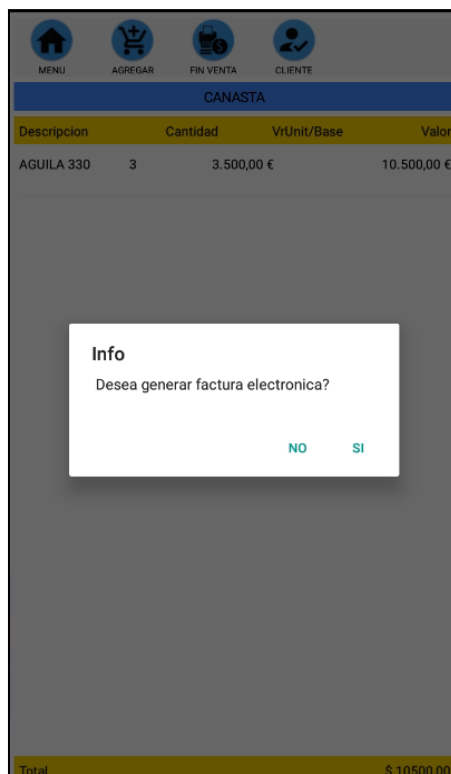 MENU AGREGAR FIN VENTA CLIENTE
CANASTA
Descripcion Cantidad VrUnit/Base Valor
AGUILA 330 3 3.500,00 € 10.500,00 €
Info
Desea generar factura electronica?
NO SI
Total $ 10500,00